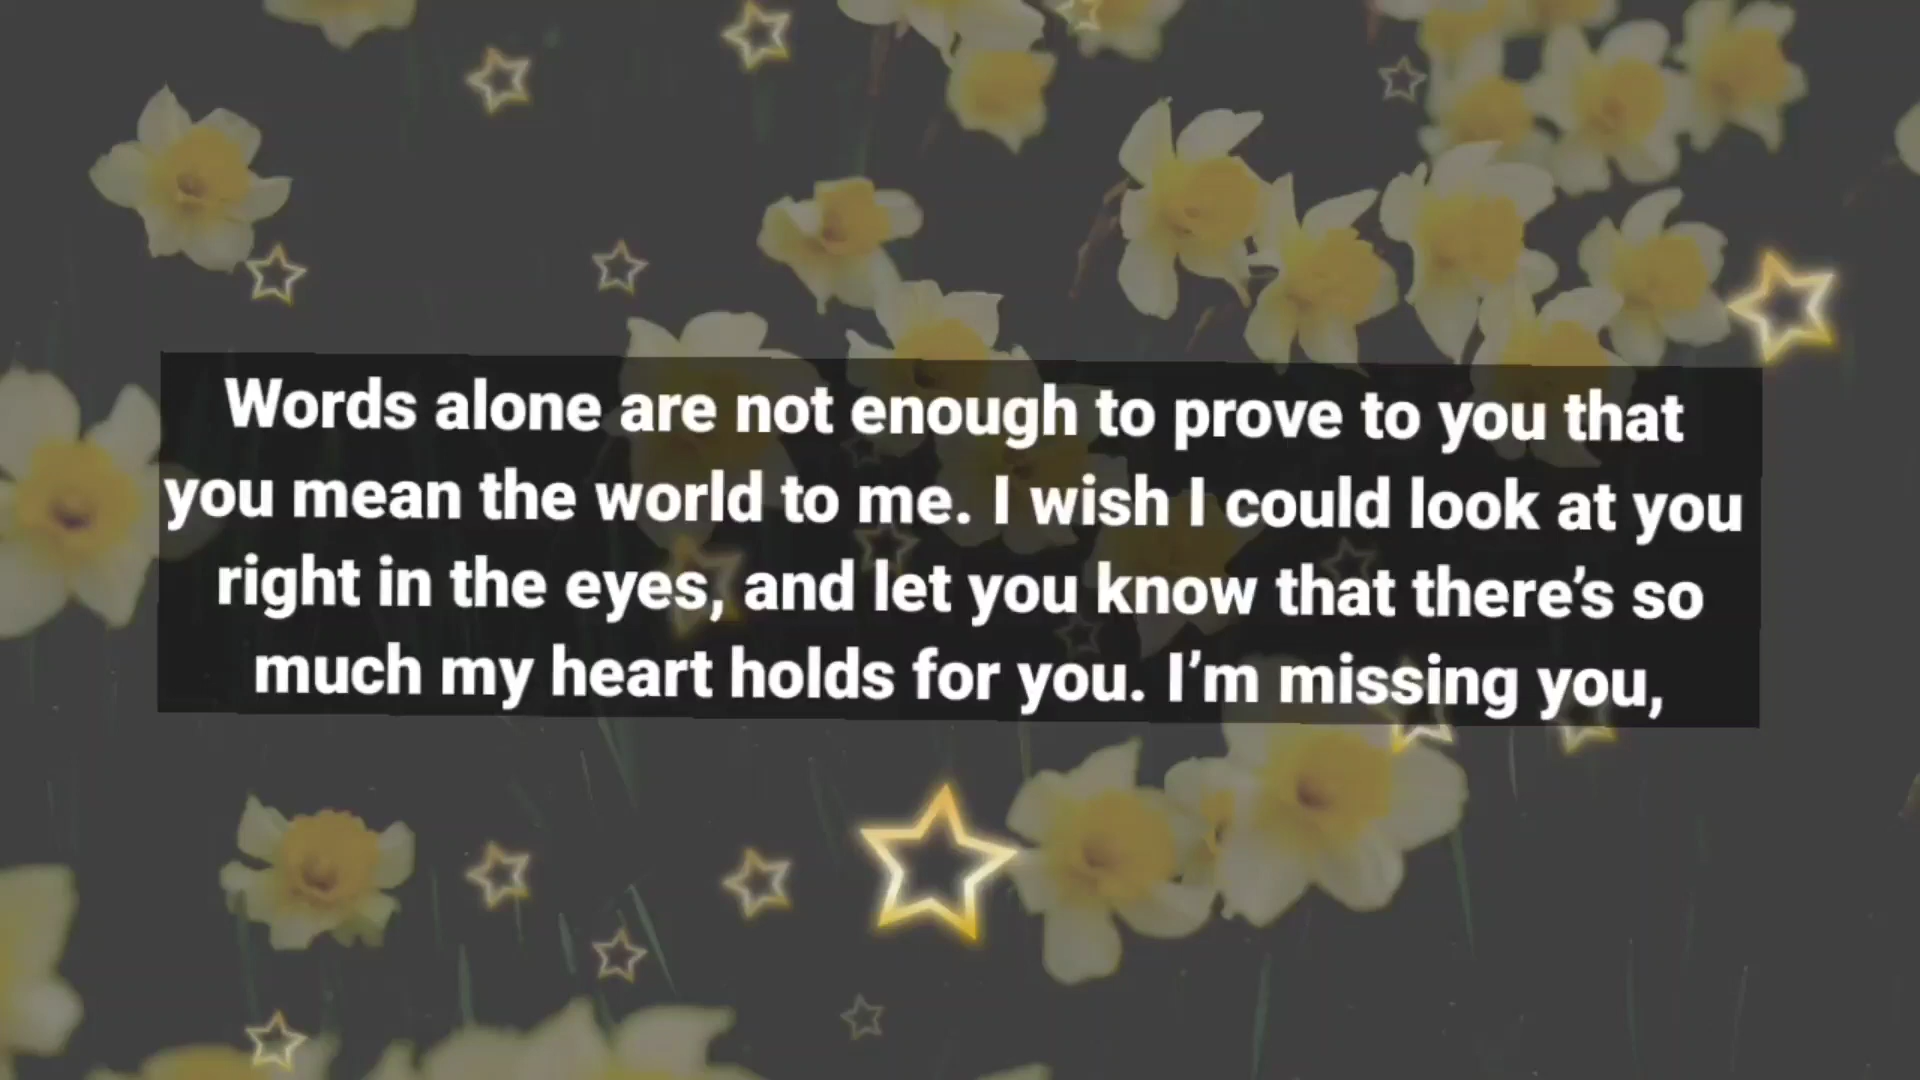 Words alone are not enough to prove to you that
you mean the world to me. I wish I could look at you
right in the eyes, and let you know that there’s so
much my heart holds for you. I’m missing you,